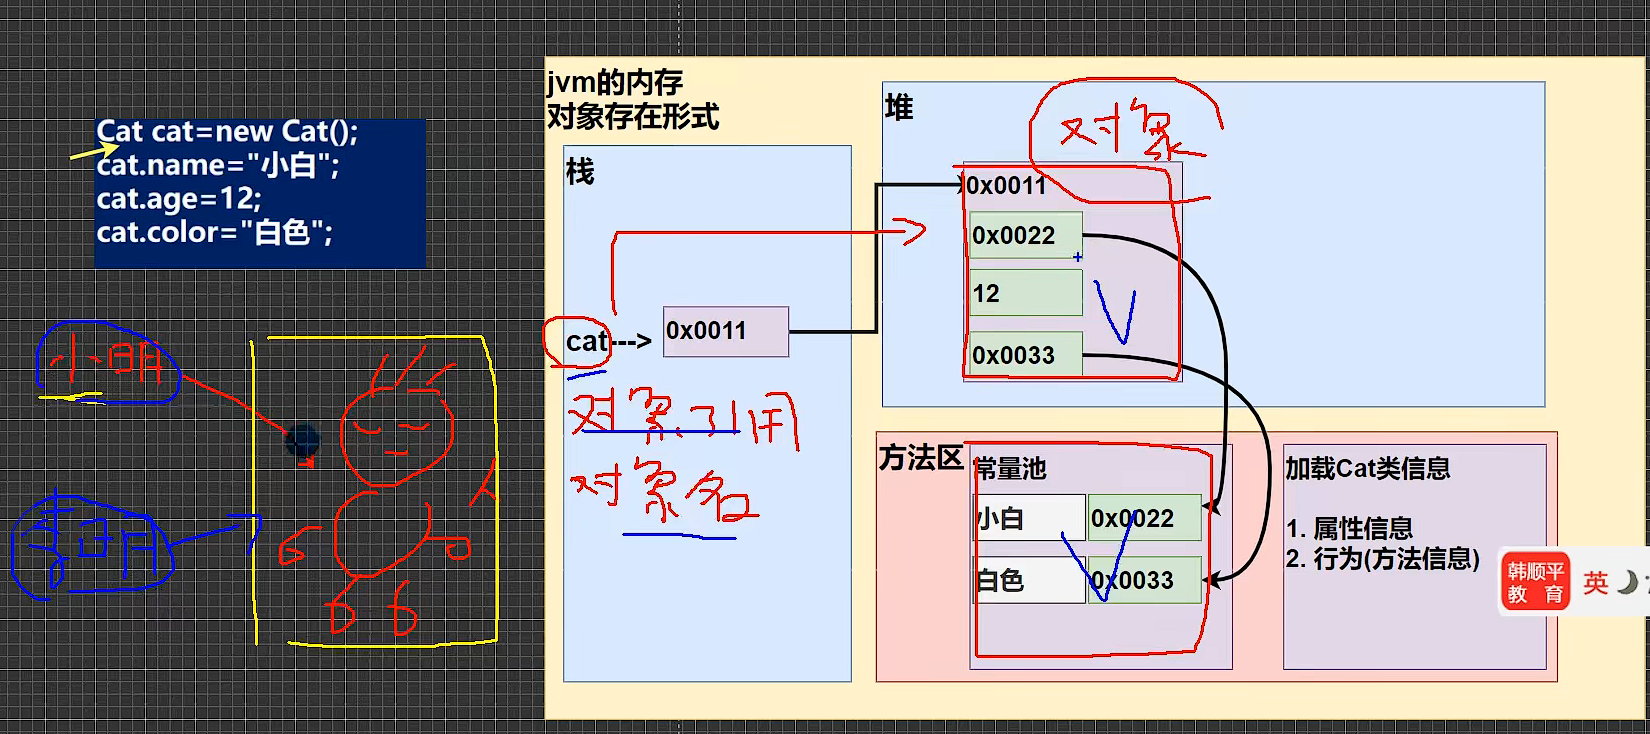 Cat cat=new Cat();
cat.name="小白";
cat.age=12;
cat.color="白色";
小明
jvm的内存
对象存在形式
栈
cat--->
0x0011
对象引用
对象名
堆
对象
0x0011
0x0022
12
0x0033
方法区
常量池
小白
0x0022
白色
0x0033
加载Cat类信息
1. 属性信息
2. 行为(方法信息)
韩顺平
教 育
英